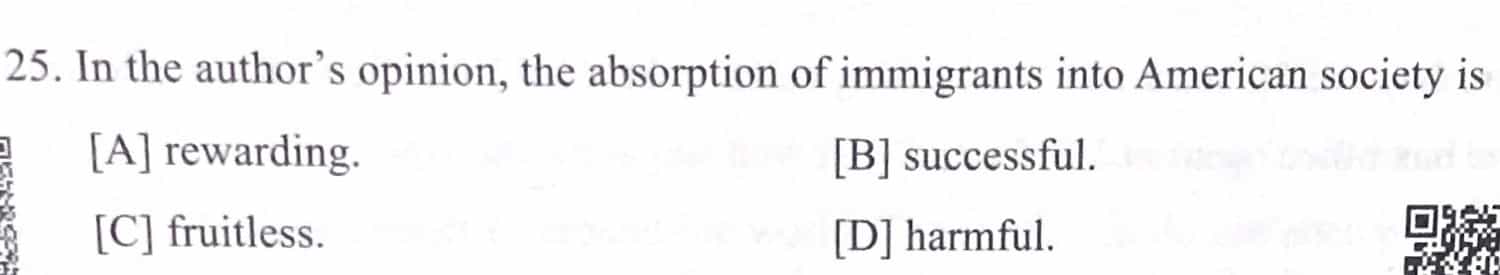 25. In the author's opinion, the absorption of immigrants into American society is
[A] rewarding. [B] successful.
[C] fruitless. [D] harmful.